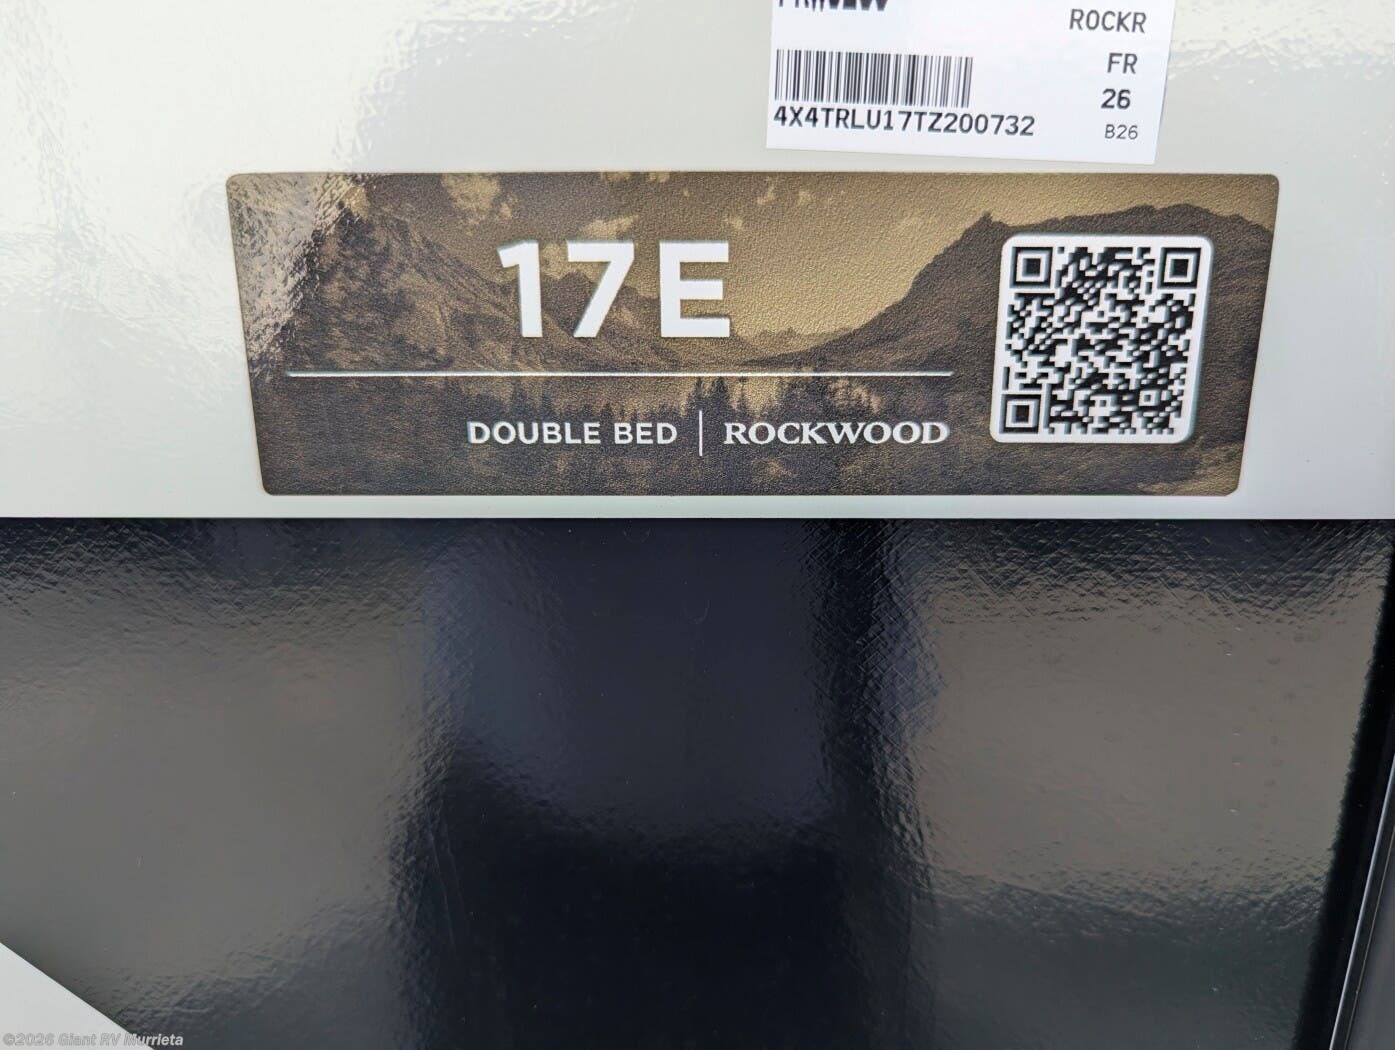 ROCKR
FR
26
4X4TRLU17TZ200732
B26
17E
DOUBLE BED | ROCKWOOD
©2026 Giant RV Murrieta